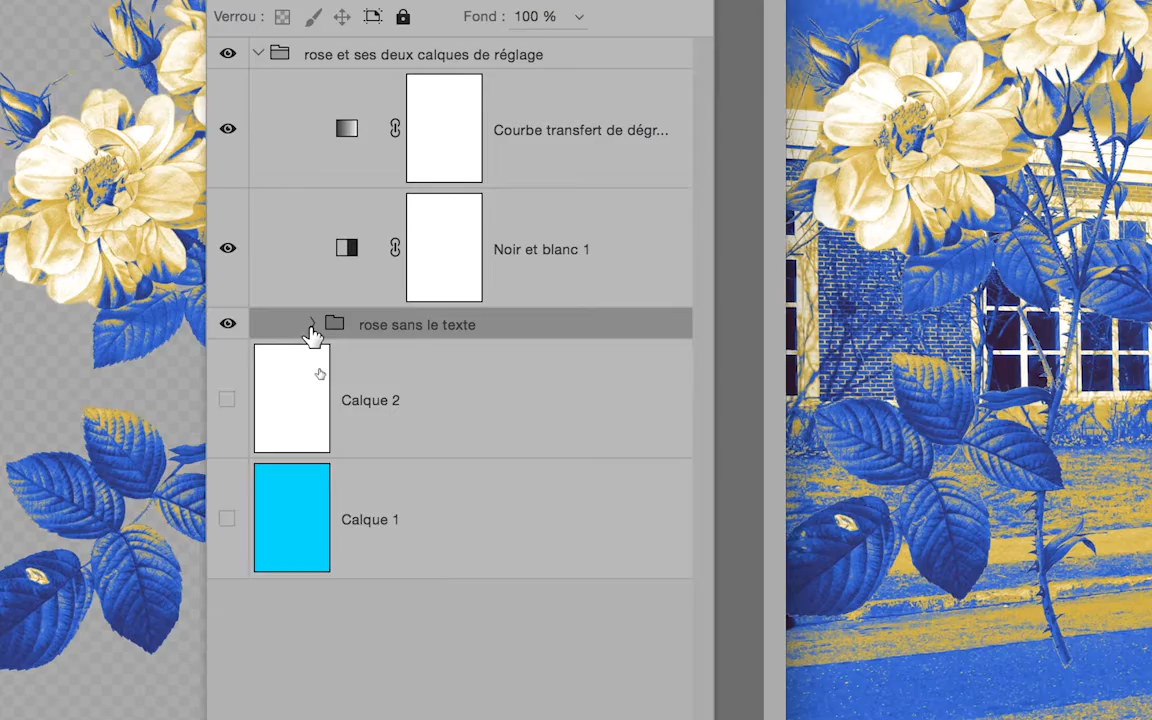 Verrou :
Fond : 100 %
rose et ses deux calques de réglage
Courbe transfert de dégr...
Noir et blanc 1
rose sans le texte
Calque 2
Calque 1